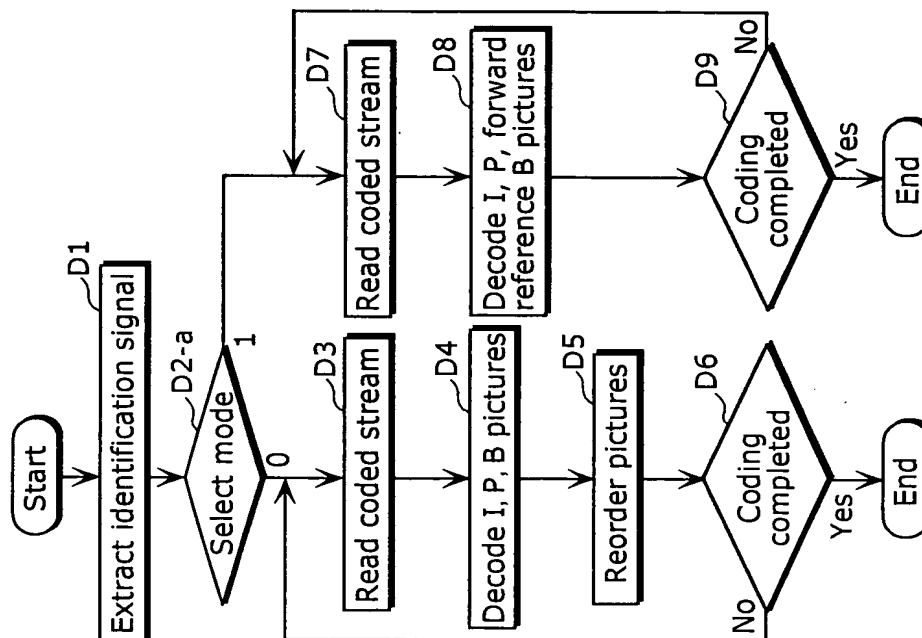 Start
D1
Extract identification signal
D2-a
Select mode
1
0
D3
Read coded stream
D4
Decode I, P, B pictures
D5
Reorder pictures
D6
Coding
completed
No
Yes
End
D7
Read coded stream
D8
Decode I, P, forward
reference B pictures
D9
Coding
completed
No
Yes
End